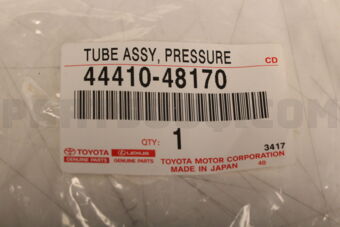 TUBE ASSY, PRESSURE CD
44410-48170
QTY: 1
3417
TOYOTA LEXUS TOYOTA MOTOR CORPORATION
GENUINE PARTS GENUINE PARTS MADE IN JAPAN 48